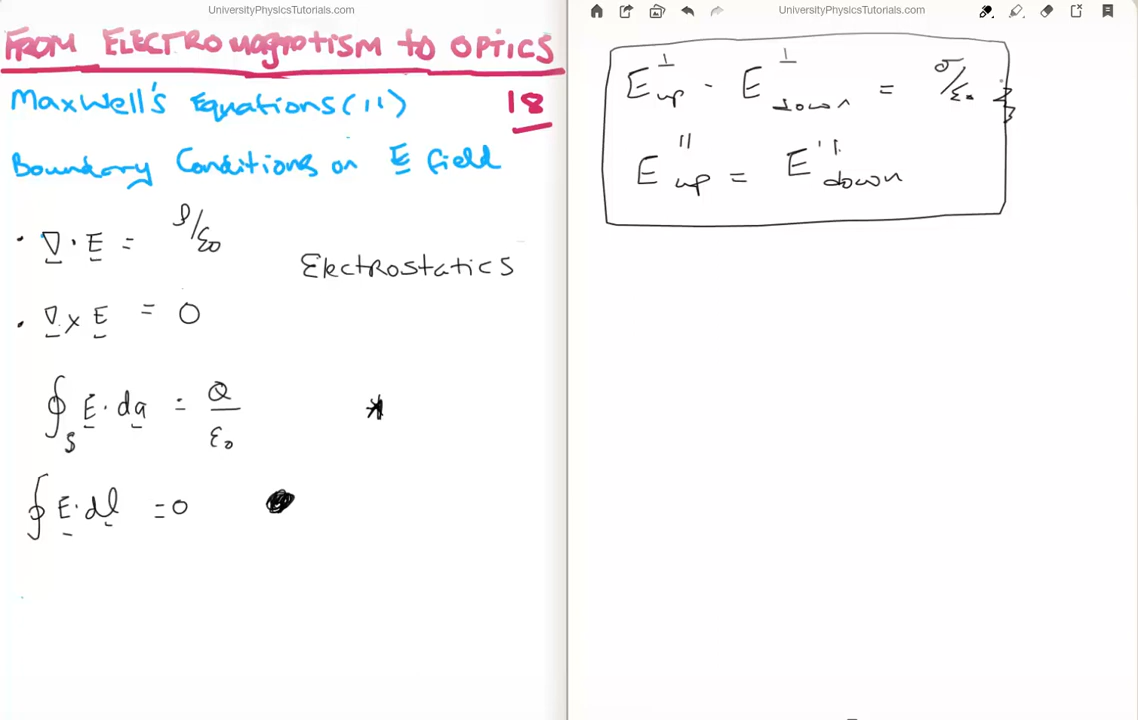 UniversityPhysicsTutorials.com
FROM ELECTROmagnetism to OPTICS
Maxwell's Equations(11) 18
Boundary Conditions on E field
• ∇ · E = ρ/ε0
Electrostatics
• ∇ x E = 0
∮S E · da = Q/ε0 *
∮ E · dl = 0
UniversityPhysicsTutorials.com
E⊥up - E⊥down = σ/ε0
E"up = E"down